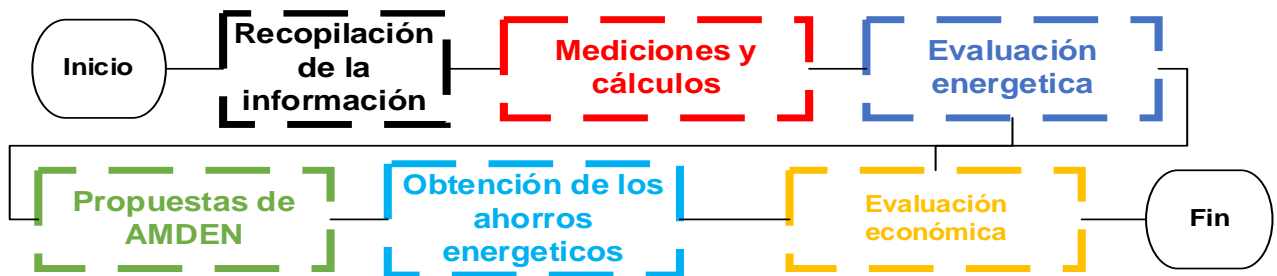 Inicio
Recopilación
de la
información
Mediciones y
cálculos
Evaluación
energetica
Propuestas de
AMDEN
Obtención de los
ahorros
energeticos
Evaluación
económica
Fin